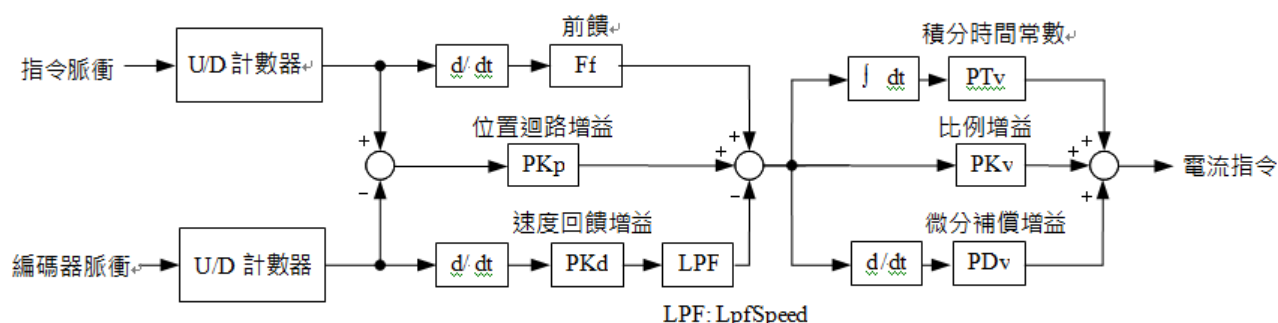 前饋
積分時間常數
指令脈衝
U/D 計數器
d/ dt
Ff
∫ dt
PTv
+
位置迴路增益
+
比例增益
+
PKp
+
PKv
+
電流指令
−
速度回饋增益
−
微分補償增益
+
編碼器脈衝
U/D 計數器
d/ dt
PKd
LPF
d/dt
PDv
LPF: LpfSpeed